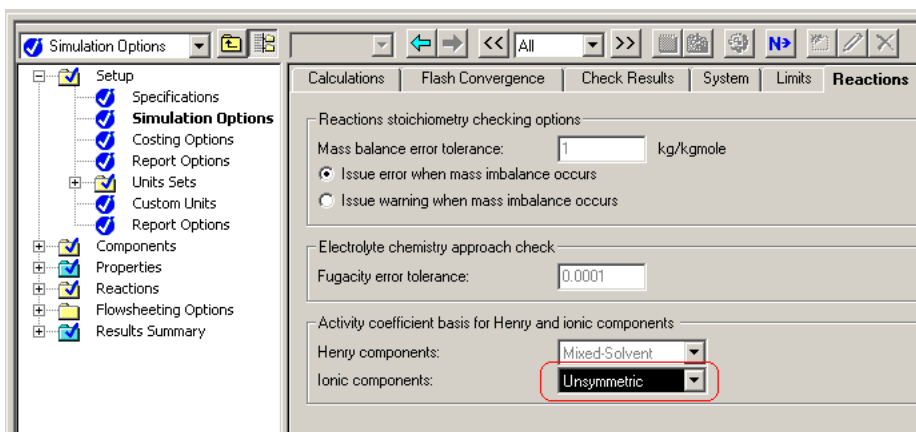 Simulation Options
<< All >> N>
Setup
Specifications
Simulation Options
Costing Options
Report Options
Units Sets
Custom Units
Report Options
Components
Properties
Reactions
Flowsheeting Options
Results Summary
Calculations Flash Convergence Check Results System Limits Reactions
Reactions stoichiometry checking options
Mass balance error tolerance: 1 kg/kgmole
Issue error when mass imbalance occurs
Issue warning when mass imbalance occurs
Electrolyte chemistry approach check
Fugacity error tolerance: 0.0001
Activity coefficient basis for Henry and ionic components
Henry components: Mixed-Solvent
Ionic components: Unsymmetric